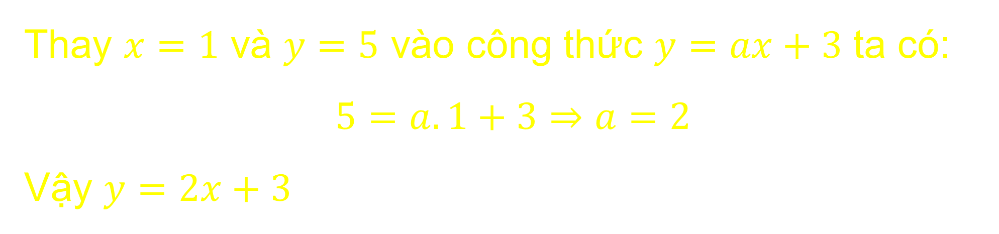 Thay x = 1 và y = 5 vào công thức y = ax + 3 ta có:
5 = a. 1 + 3 ⇒ a = 2
Vậy y = 2x + 3